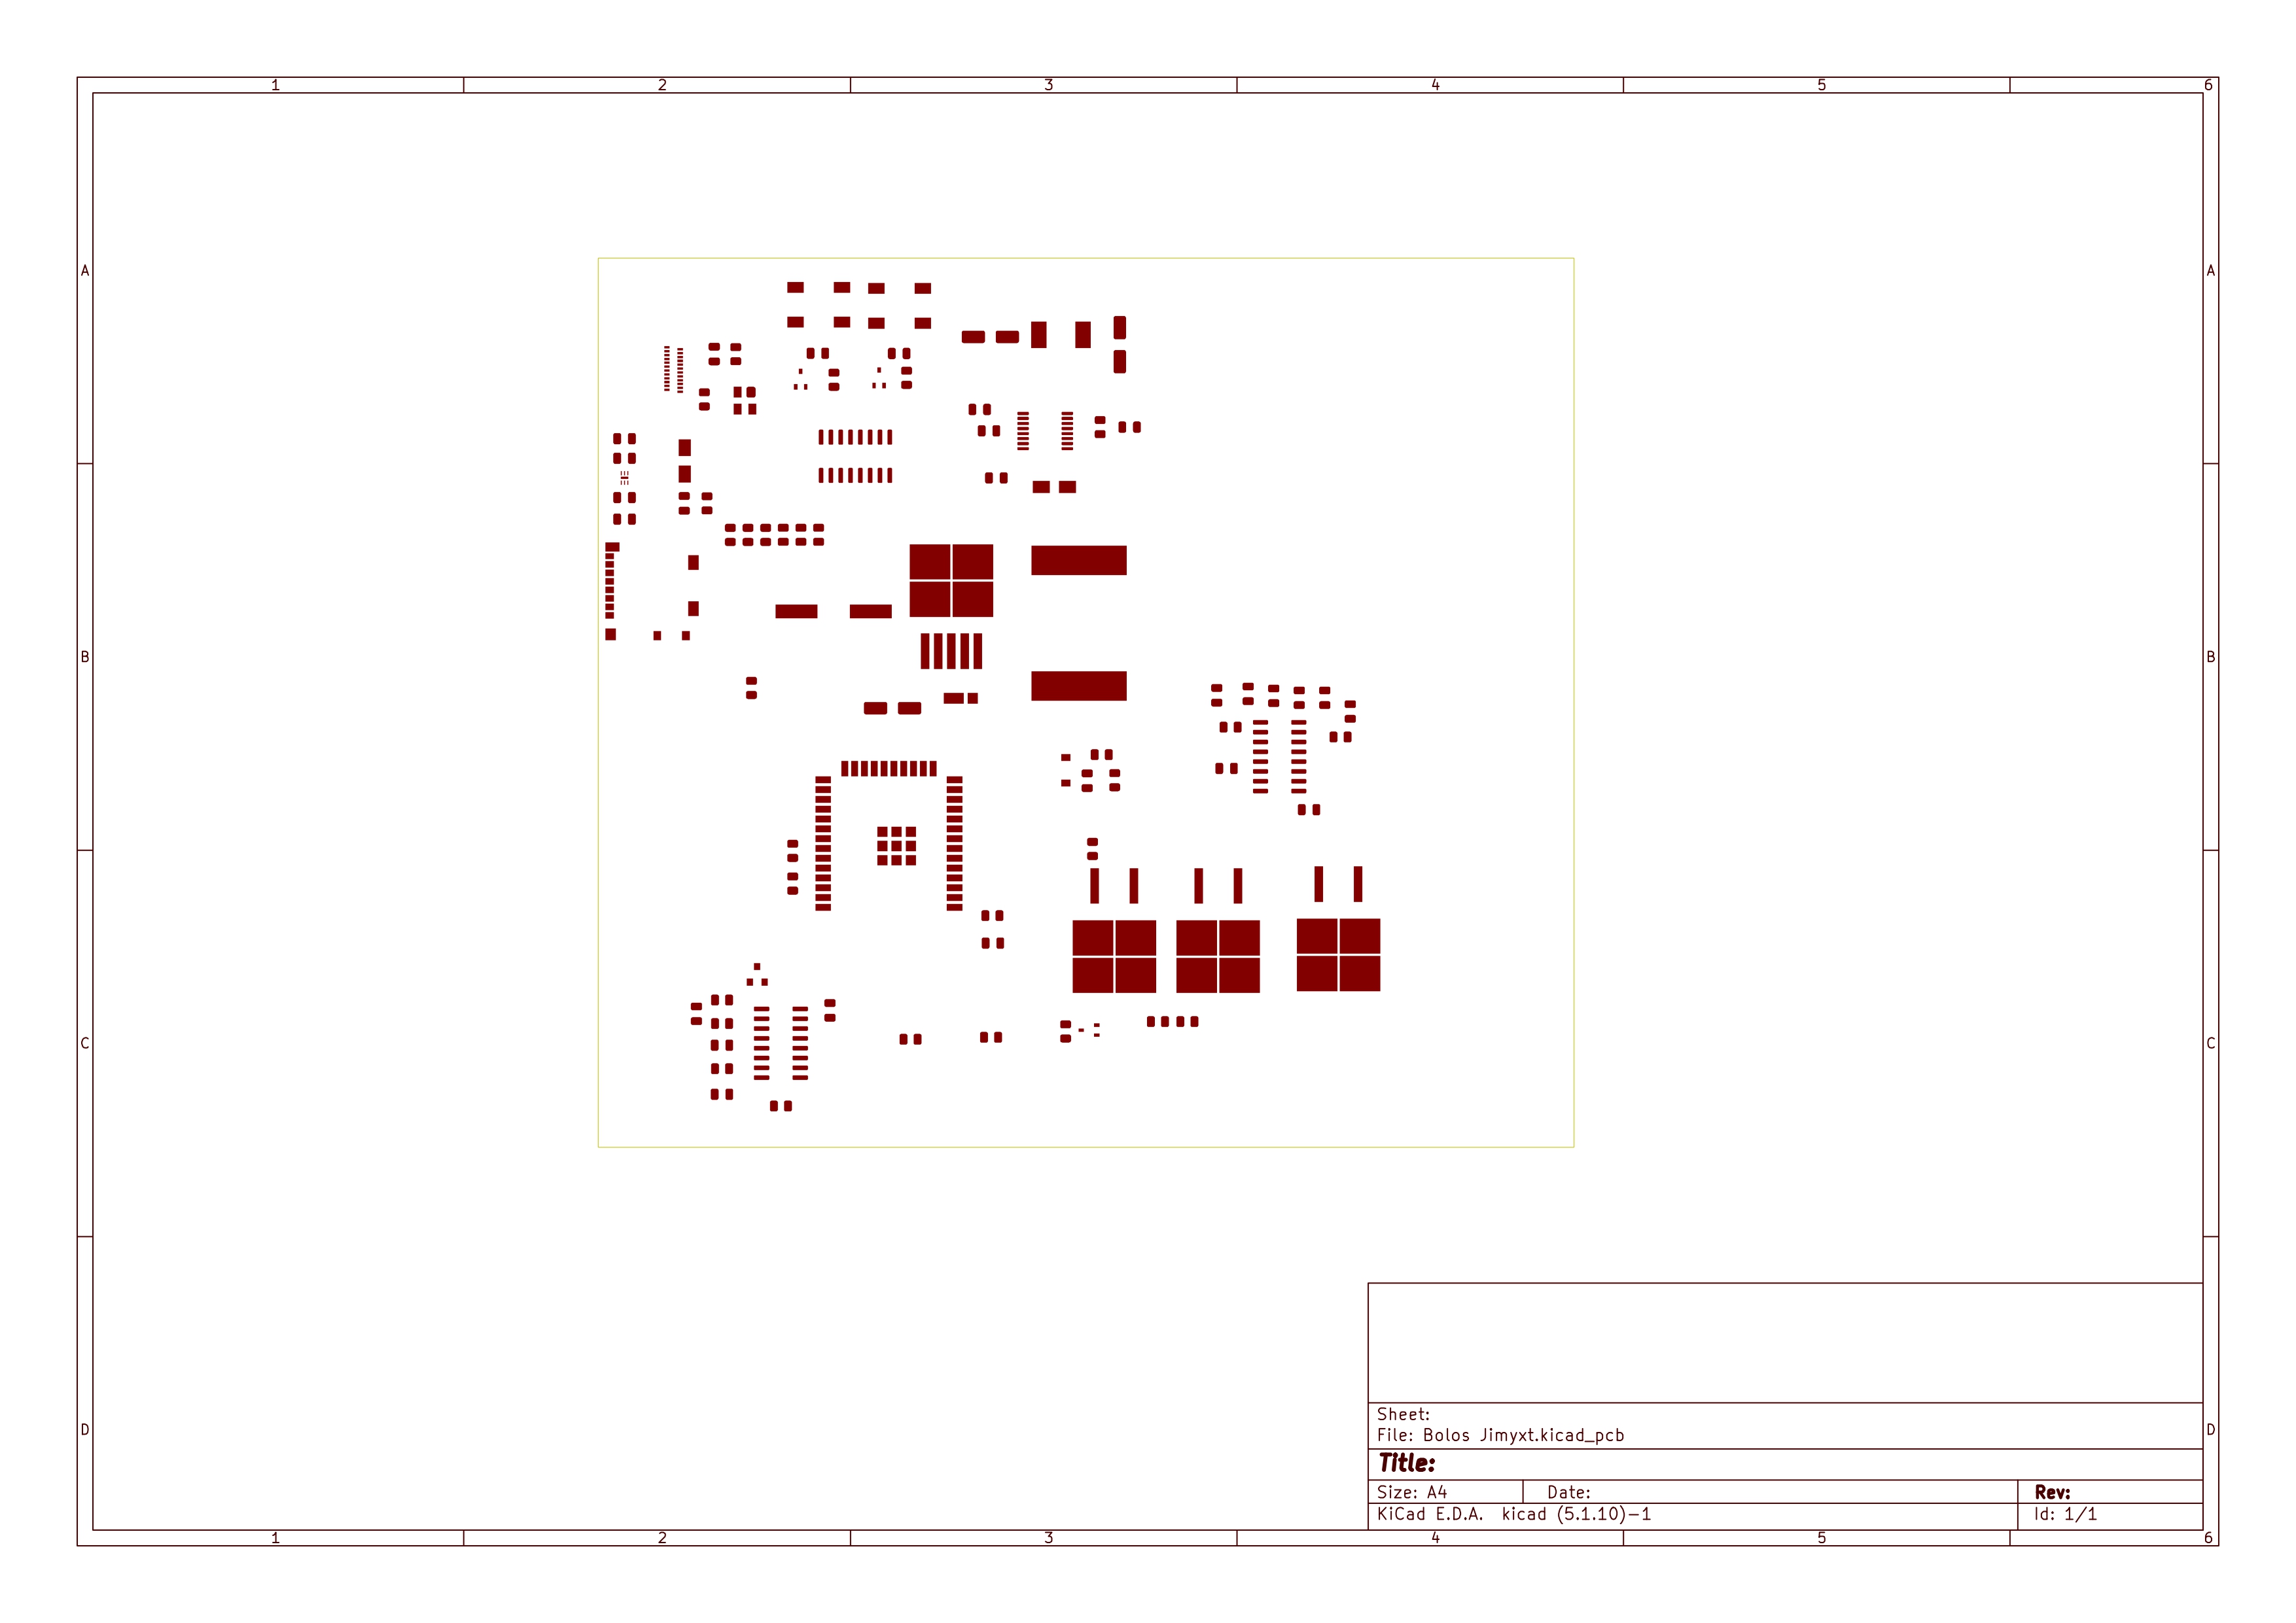 1 2 3 4 5 6
A A
B B
C C
D D
Sheet:
File: Bolos Jimyxt.kicad_pcb
Title:
Size: A4 Date: Rev:
KiCad E.D.A. kicad (5.1.10)-1 Id: 1/1
1 2 3 4 5 6